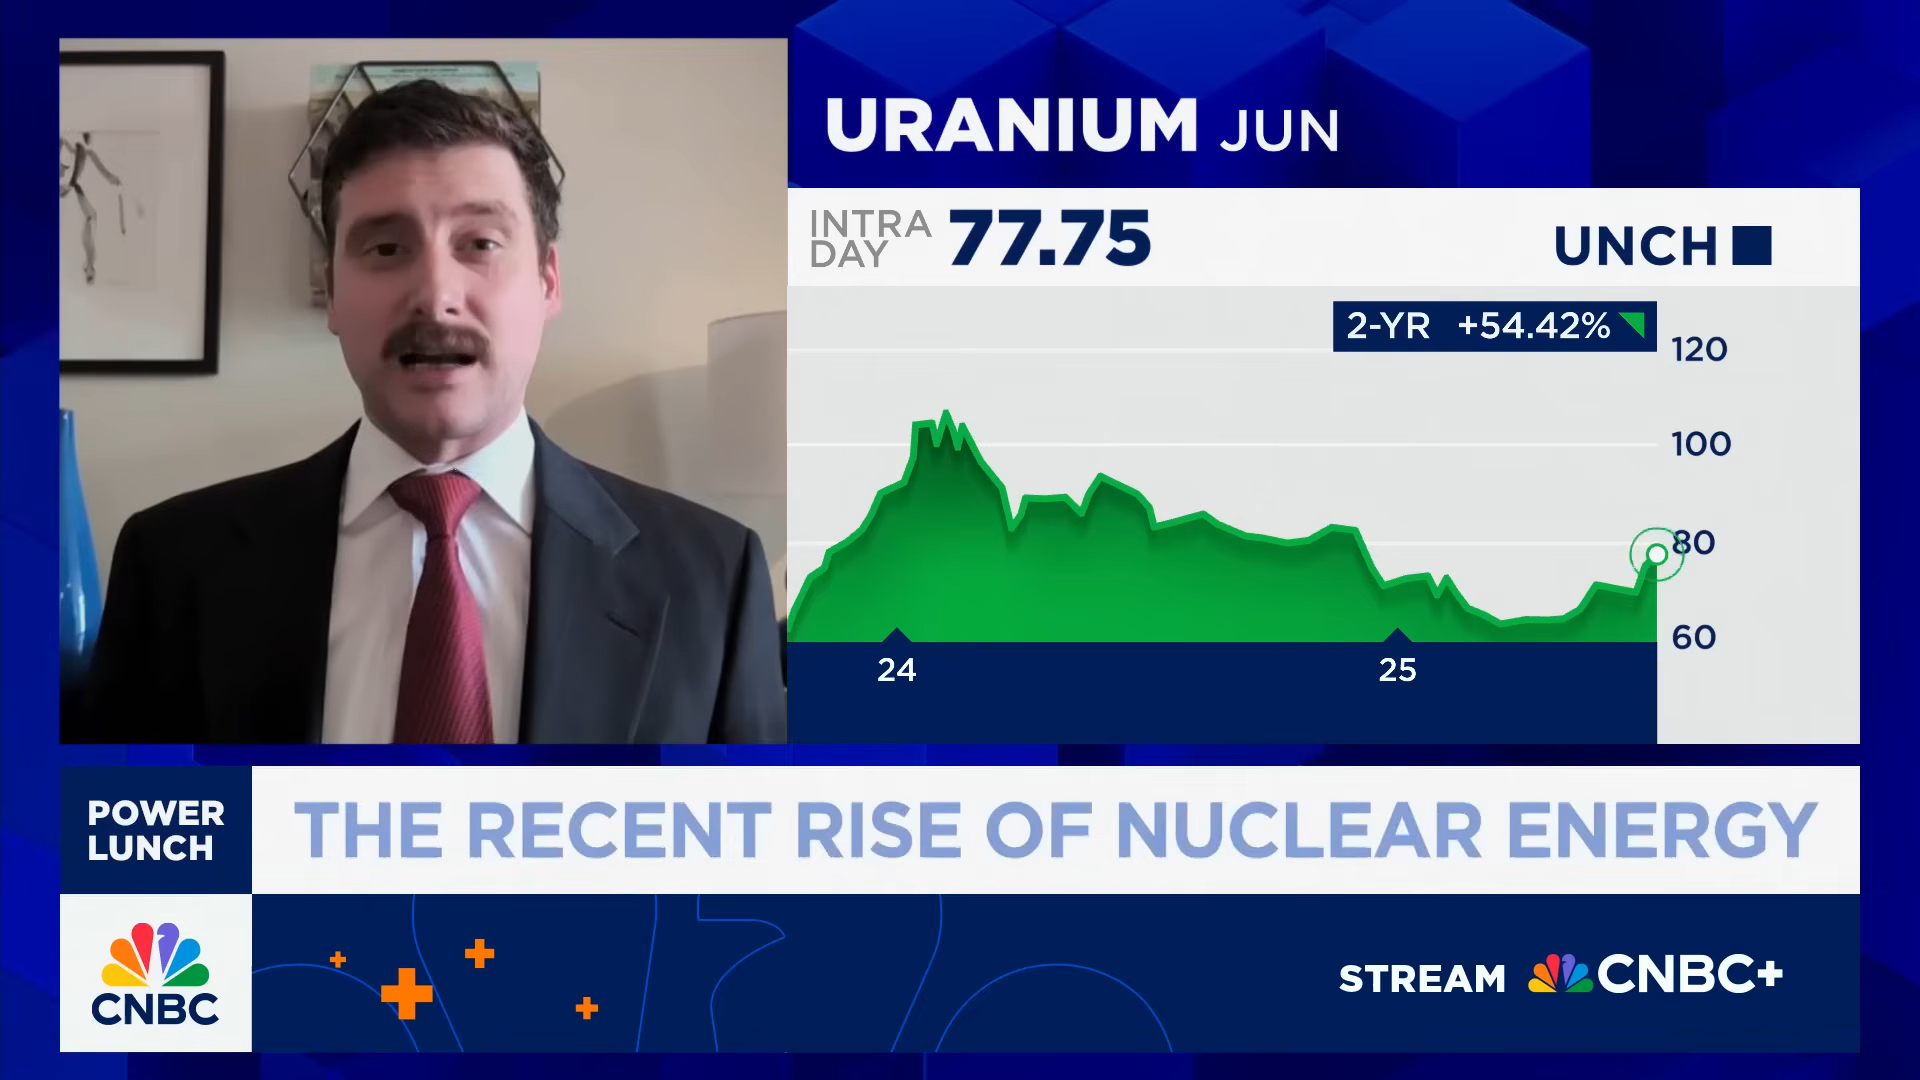 URANIUM JUN
INTRA
DAY
77.75
UNCH
2-YR +54.42%
120
100
80
60
24
25
POWER
LUNCH
THE RECENT RISE OF NUCLEAR ENERGY
CNBC
STREAM CNBC+